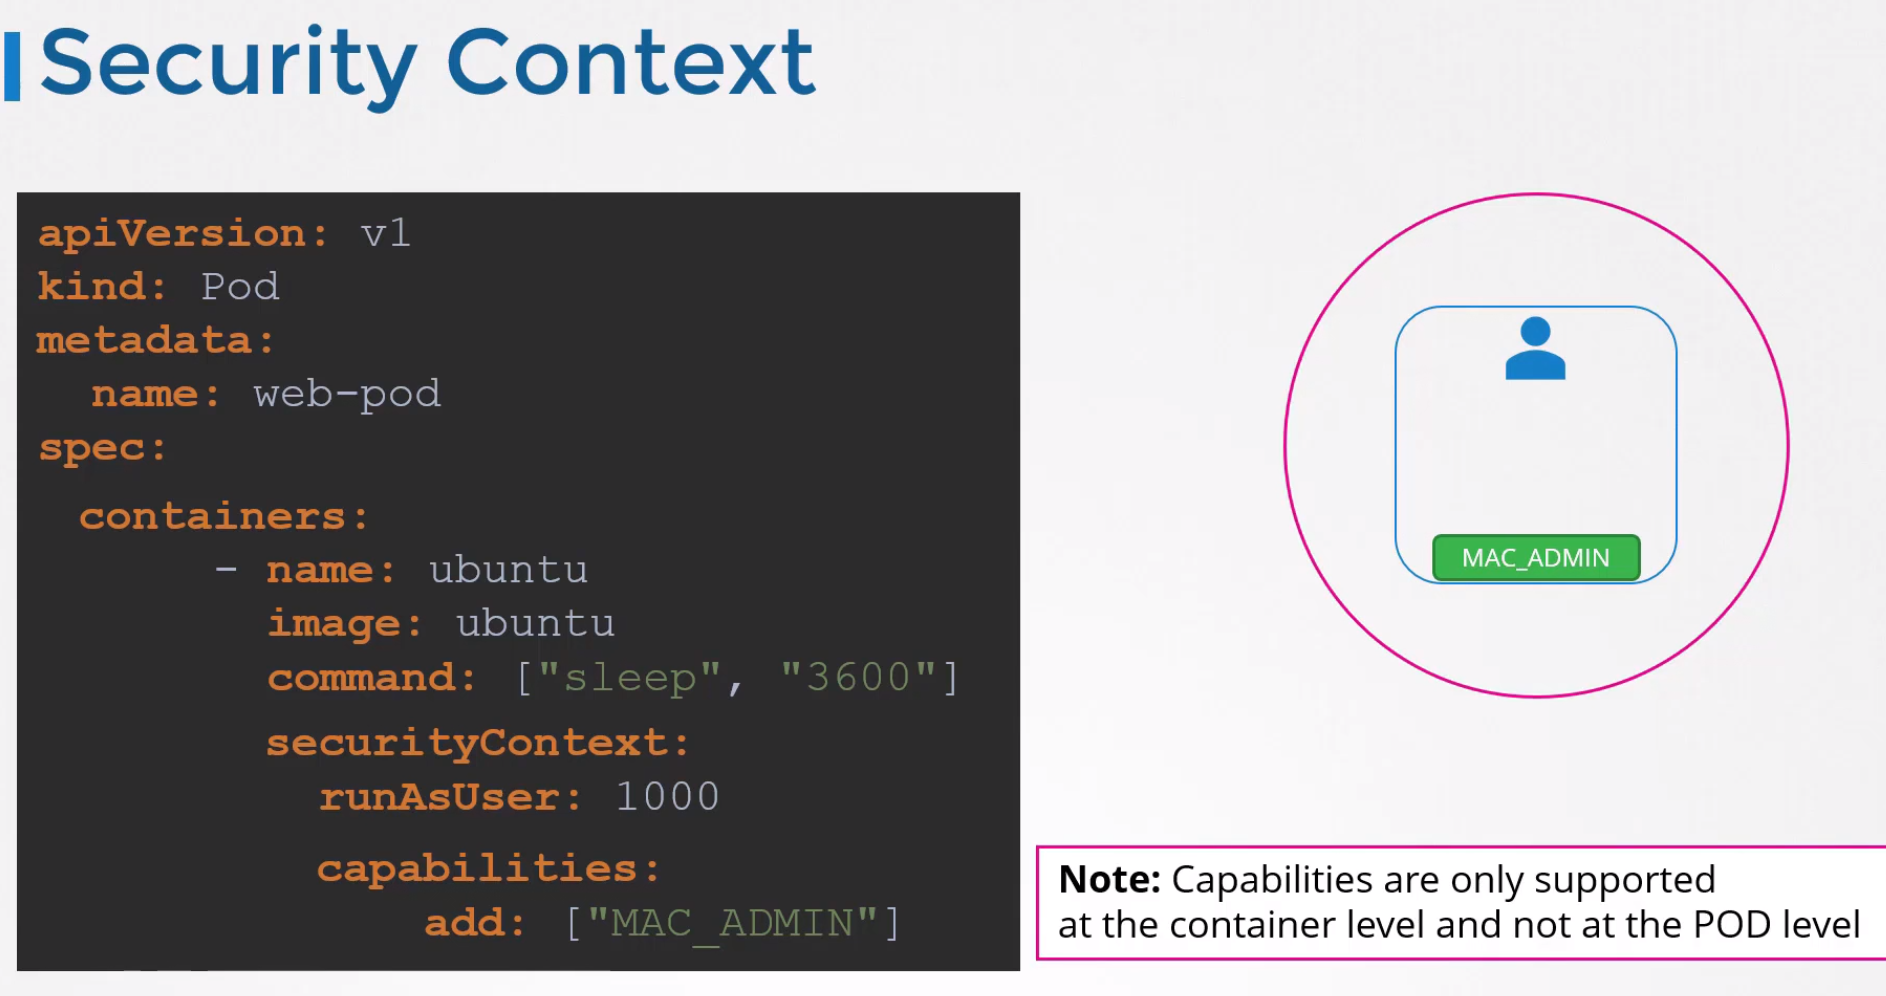 Security Context
apiVersion: v1
kind: Pod
metadata:
name: web-pod
spec:
containers:
- name: ubuntu
image: ubuntu
command: ["sleep", "3600"]
securityContext:
runAsUser: 1000
capabilities:
add: ["MAC_ADMIN"]
MAC_ADMIN
Note: Capabilities are only supported
at the container level and not at the POD level